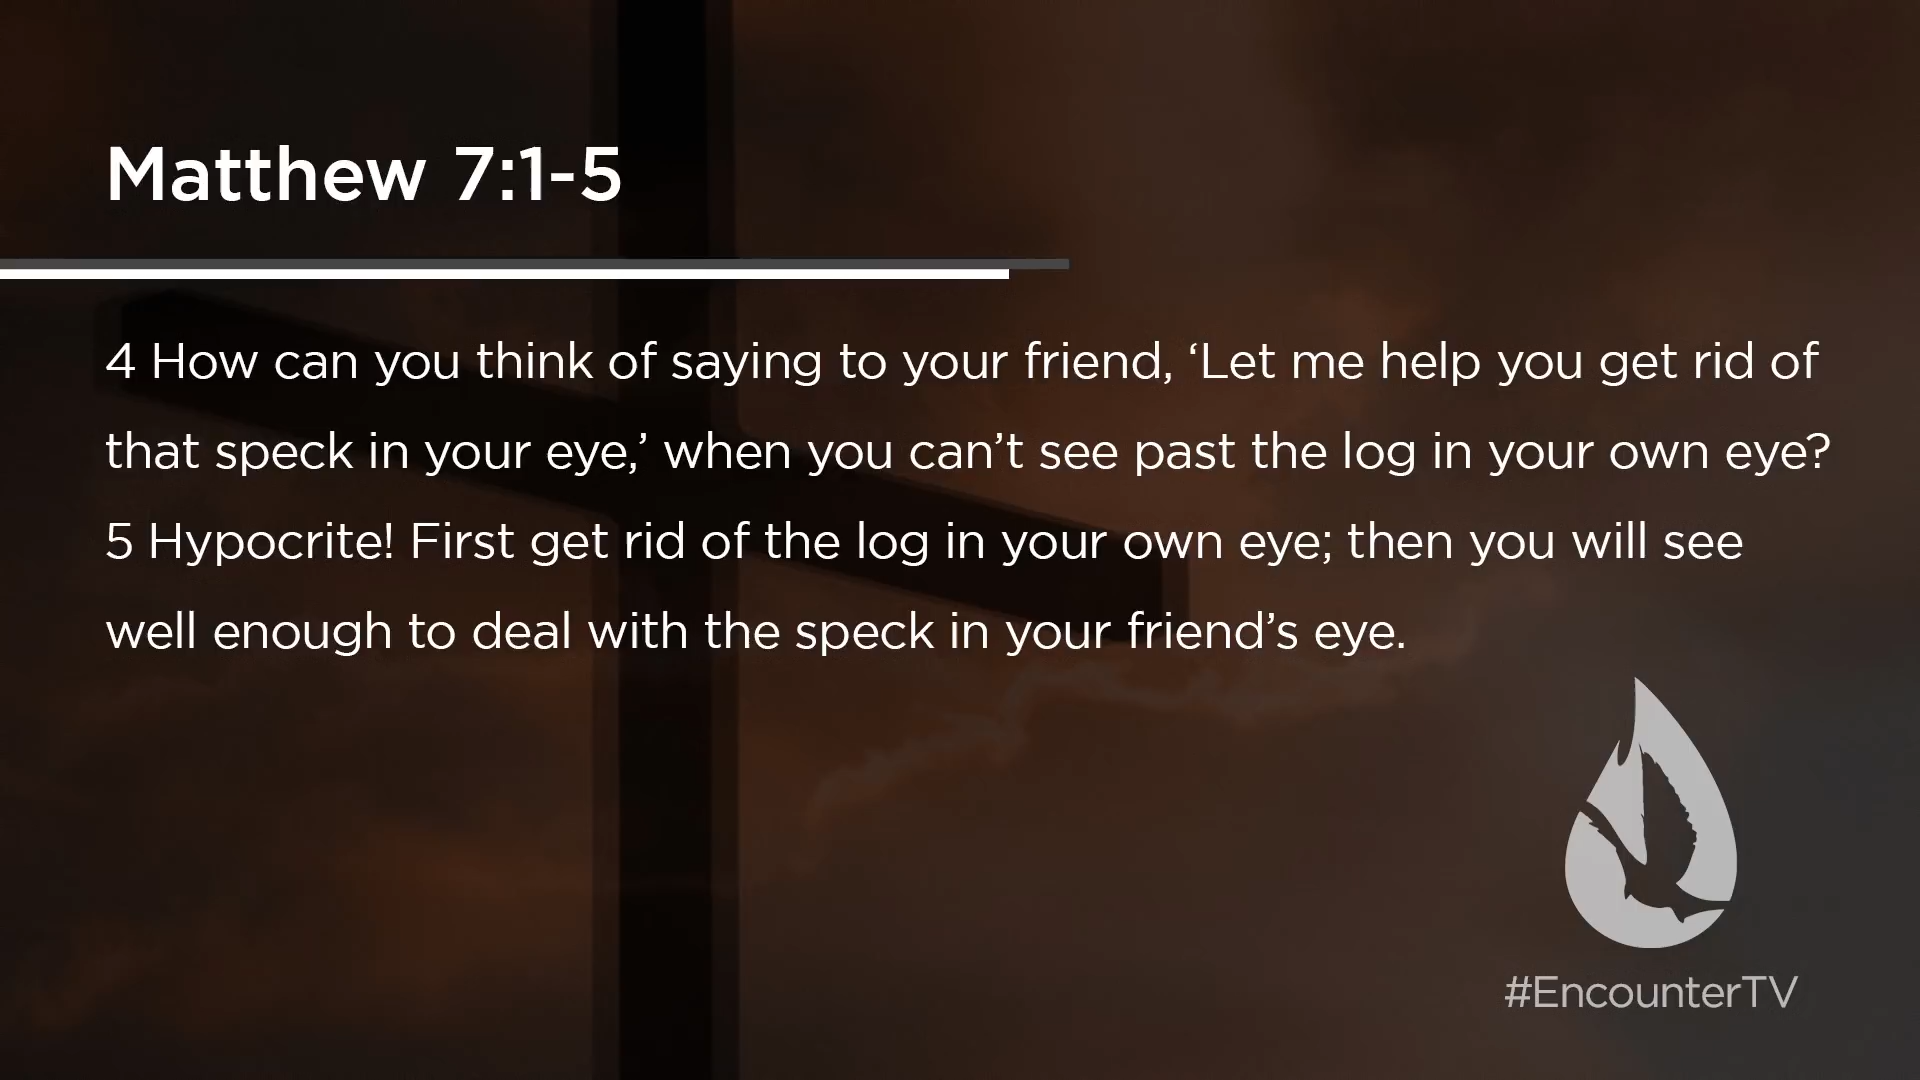 Matthew 7:1-5
4 How can you think of saying to your friend, ‘Let me help you get rid of
that speck in your eye,’ when you can’t see past the log in your own eye?
5 Hypocrite! First get rid of the log in your own eye; then you will see
well enough to deal with the speck in your friend’s eye.
#EncounterTV